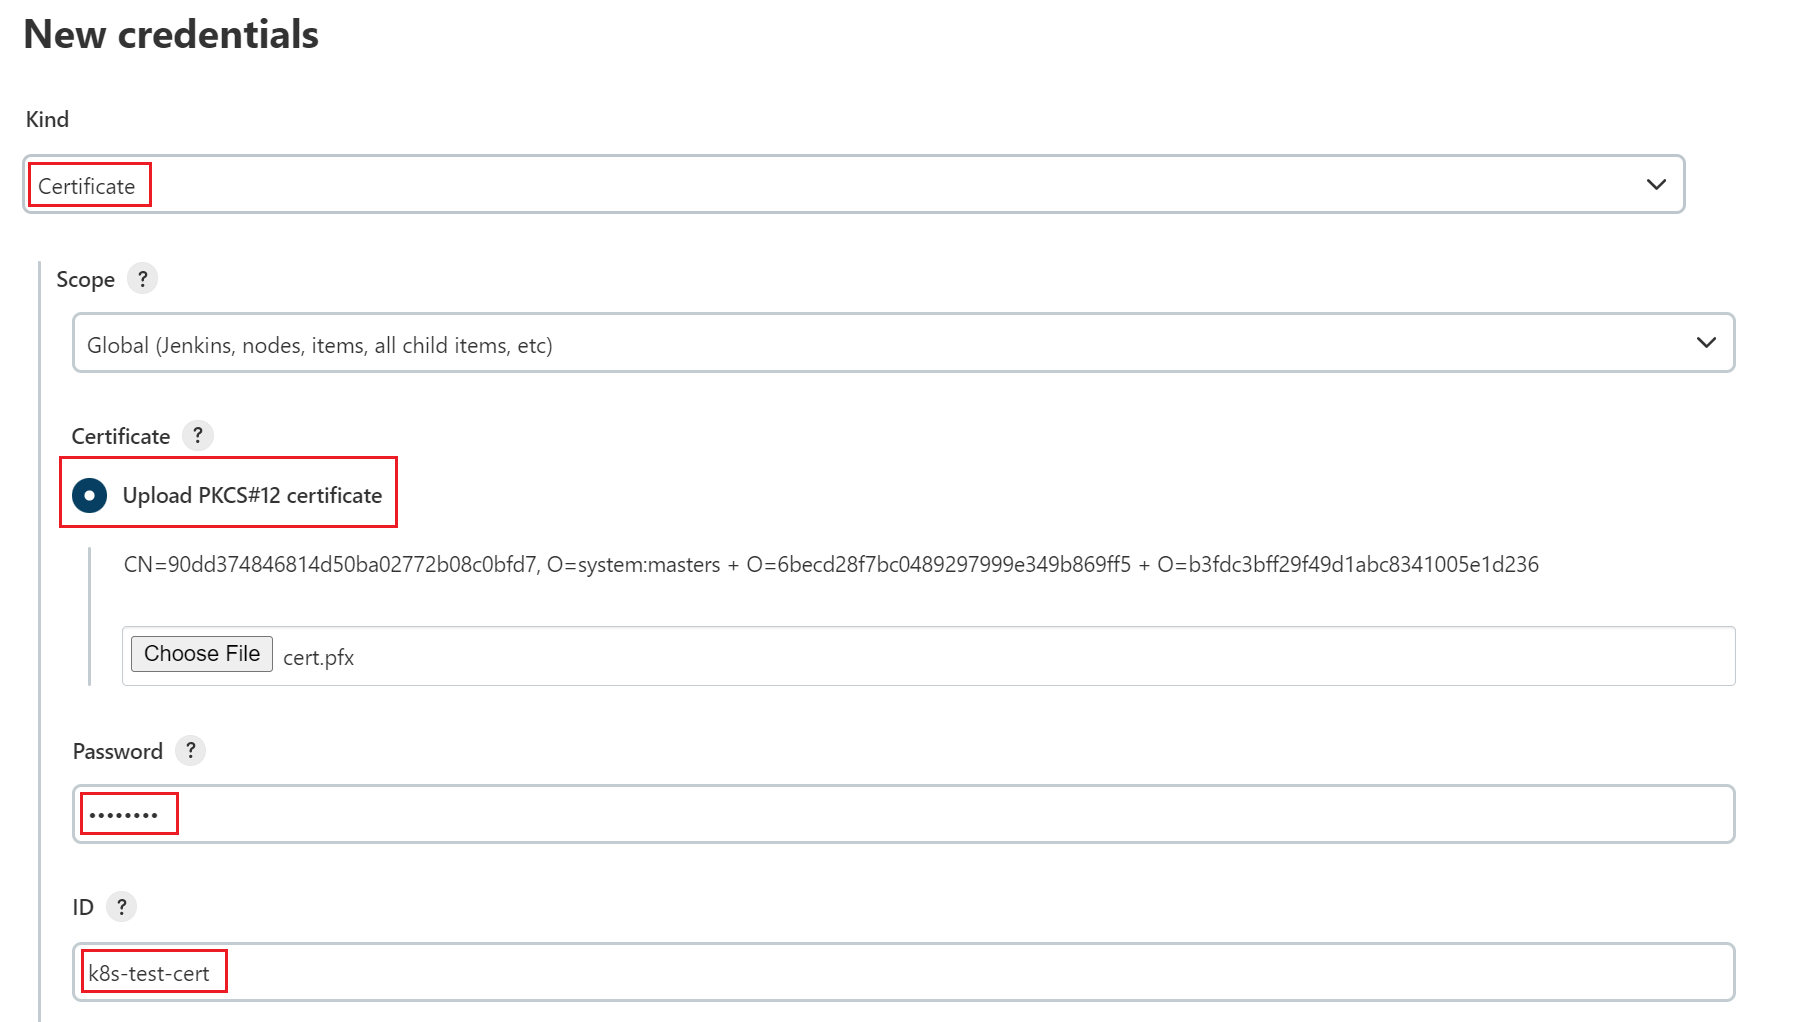 New credentials
Kind
Certificate
Scope ?
Global (Jenkins, nodes, items, all child items, etc)
Certificate ?
Upload PKCS#12 certificate
CN=90dd374846814d50ba02772b08c0bfd7, O=system:masters + O=6becd28f7bc0489297999e349b869ff5 + O=b3fdc3bff29f49d1abc8341005e1d236
Choose File cert.pfx
Password ?
••••••••
ID ?
k8s-test-cert